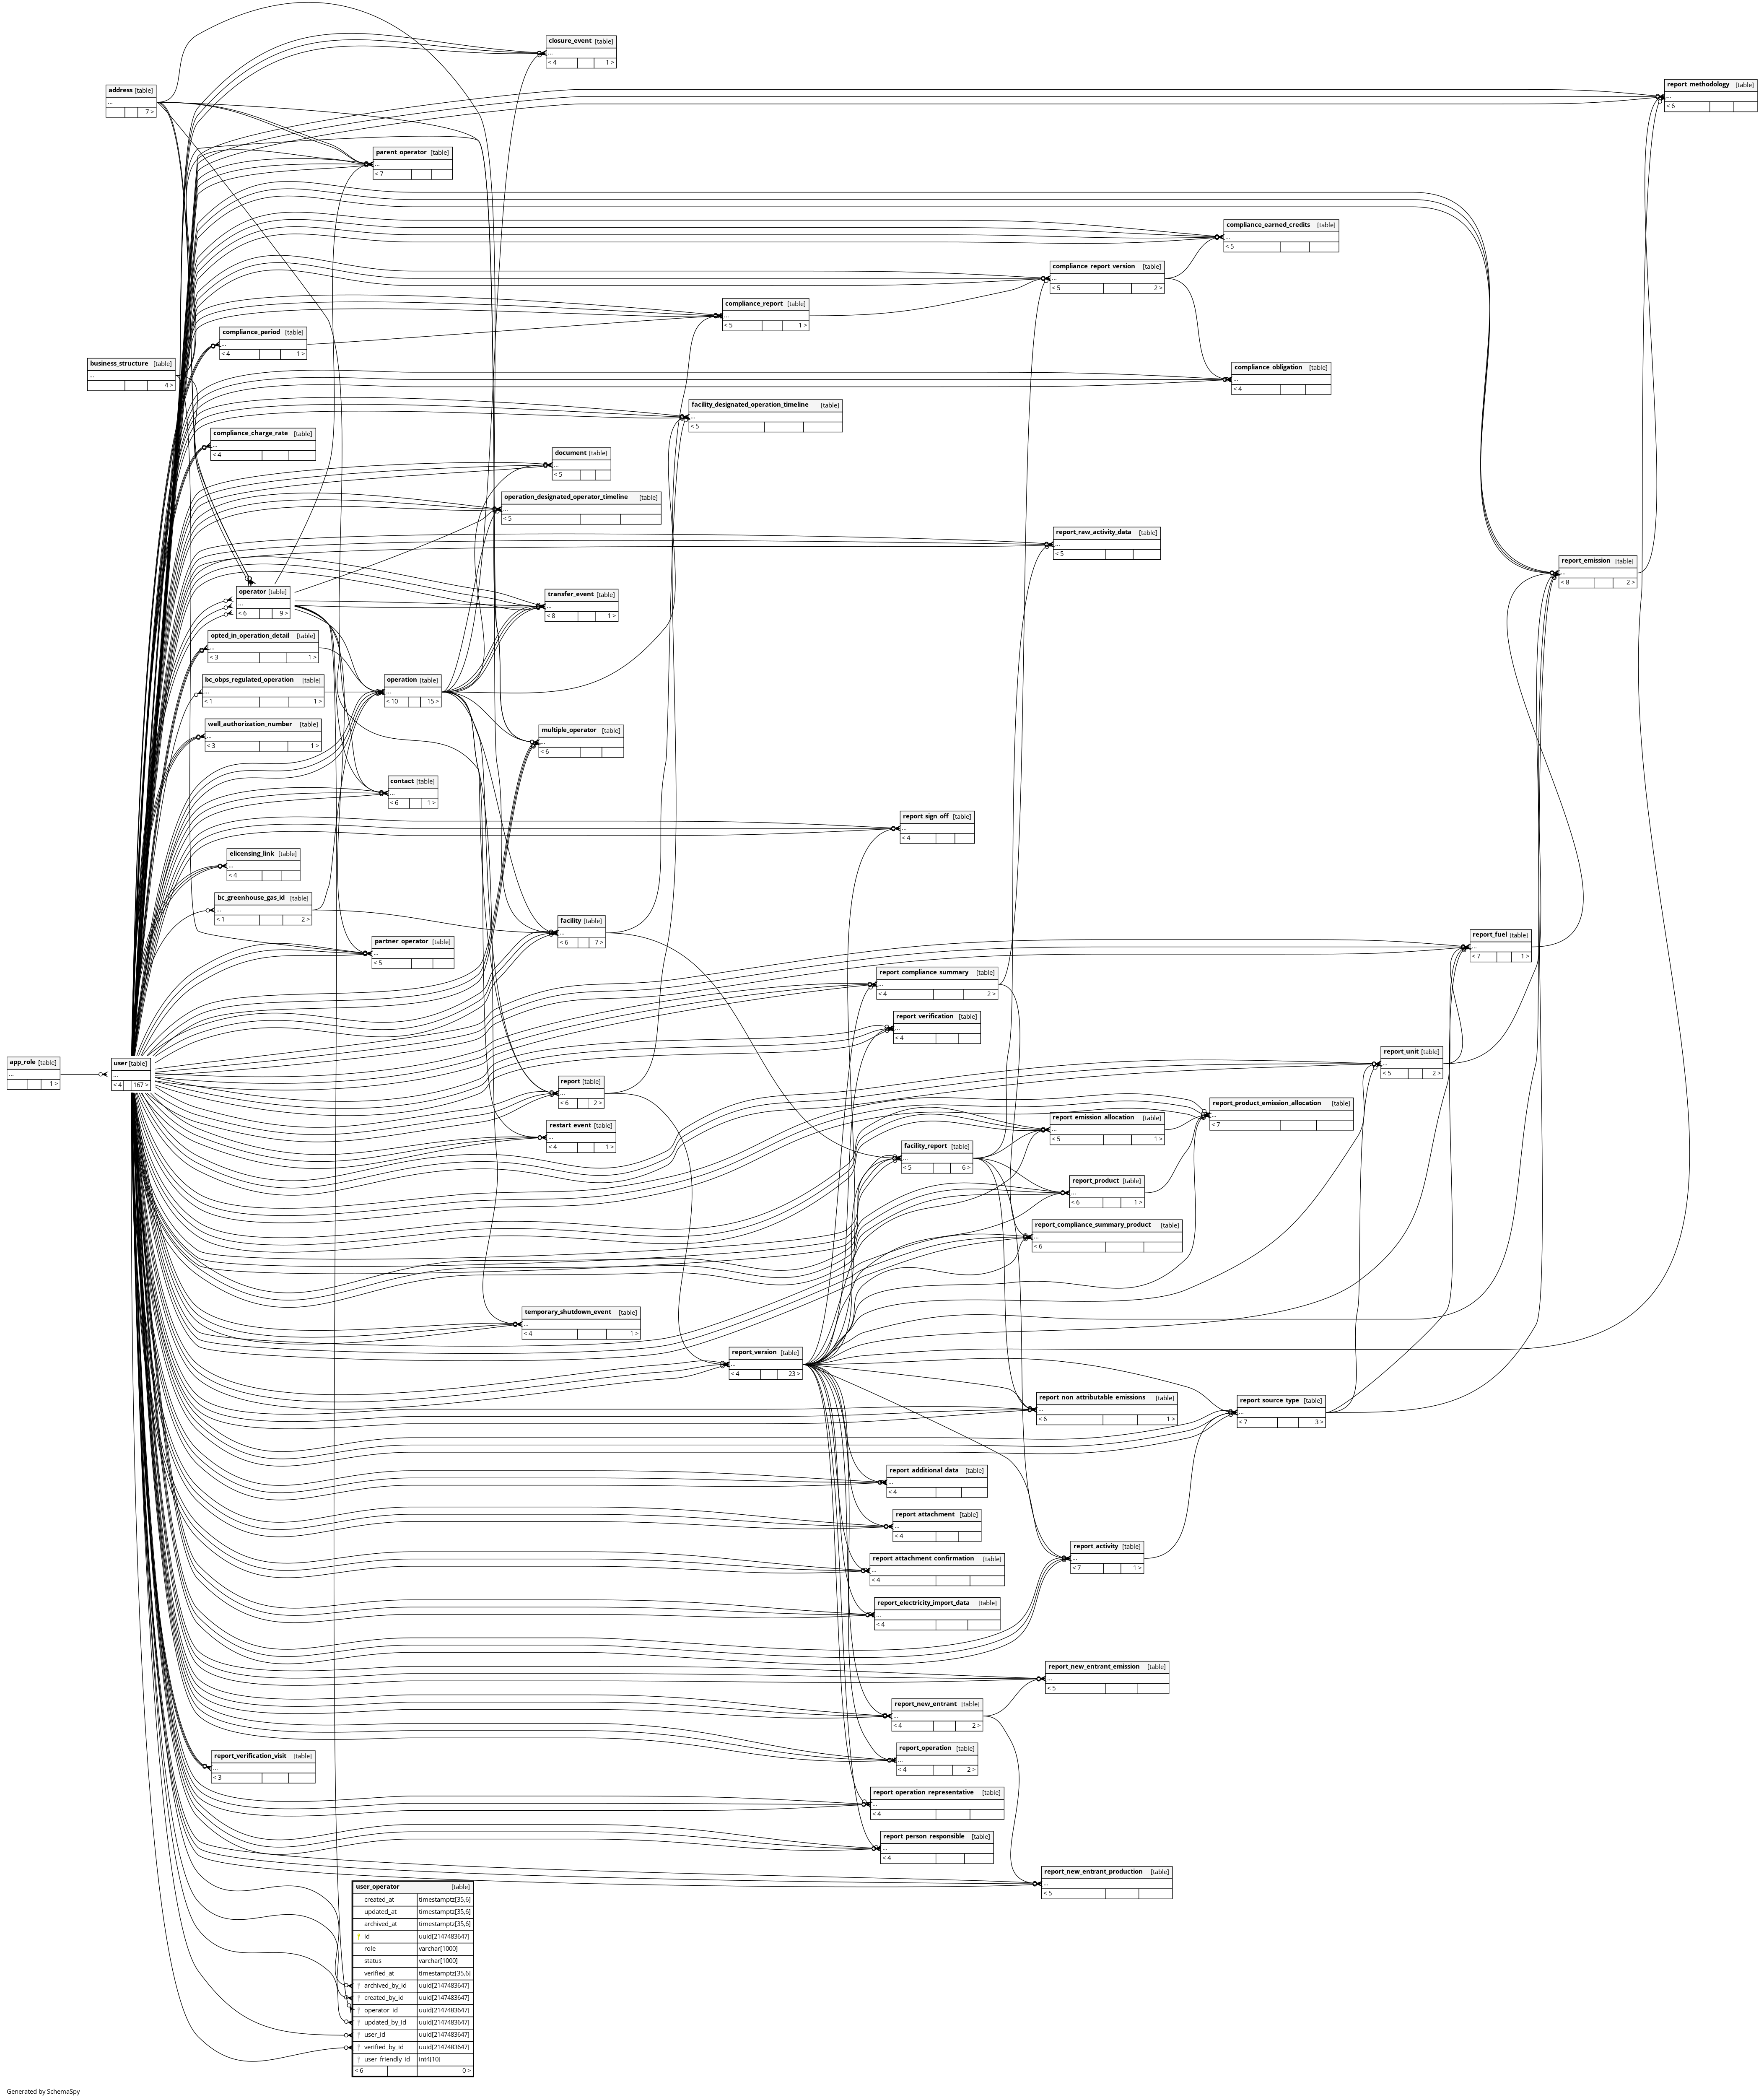 closure_event [table]
...
< 4 1 >
address [table]
...
7 >
report_methodology [table]
...
< 6
parent_operator [table]
...
< 7
compliance_earned_credits [table]
...
< 5
compliance_report_version [table]
...
< 5 2 >
compliance_report [table]
...
< 5 1 >
compliance_period [table]
...
< 4 1 >
business_structure [table]
...
4 >
compliance_obligation [table]
...
< 4
facility_designated_operation_timeline [table]
...
< 5
compliance_charge_rate [table]
...
< 4
document [table]
...
< 5
operation_designated_operator_timeline [table]
...
< 5
report_raw_activity_data [table]
...
< 5
report_emission [table]
...
< 8 2 >
operator [table]
...
< 6 9 >
transfer_event [table]
...
< 8 1 >
opted_in_operation_detail [table]
...
< 3 1 >
bc_obps_regulated_operation [table]
...
< 1 1 >
operation [table]
...
< 10 15 >
well_authorization_number [table]
...
< 3 1 >
multiple_operator [table]
...
< 6
contact [table]
...
< 6 1 >
report_sign_off [table]
...
< 4
elicensing_link [table]
...
< 4
bc_greenhouse_gas_id [table]
...
< 1 2 >
facility [table]
...
< 6 7 >
partner_operator [table]
...
< 5
report_fuel [table]
...
< 7 1 >
report_compliance_summary [table]
...
< 4 2 >
report_verification [table]
...
< 4
report_unit [table]
...
< 5 2 >
app_role [table]
...
1 >
user [table]
...
< 4 167 >
report [table]
...
< 6 2 >
report_product_emission_allocation [table]
...
< 7
restart_event [table]
...
< 4 1 >
report_emission_allocation [table]
...
< 5 1 >
facility_report [table]
...
< 5 6 >
report_product [table]
...
< 6 1 >
report_compliance_summary_product [table]
...
< 6
temporary_shutdown_event [table]
...
< 4 1 >
report_version [table]
...
< 4 23 >
report_non_attributable_emissions [table]
...
< 6 1 >
report_source_type [table]
...
< 7 3 >
report_additional_data [table]
...
< 4
report_attachment [table]
...
< 4
report_attachment_confirmation [table]
...
< 4
report_activity [table]
...
< 7 1 >
report_electricity_import_data [table]
...
< 4
report_new_entrant_emission [table]
...
< 5
report_new_entrant [table]
...
< 4 2 >
report_operation [table]
...
< 4 2 >
report_verification_visit [table]
...
< 3
report_operation_representative [table]
...
< 4
report_person_responsible [table]
...
< 4
report_new_entrant_production [table]
...
< 5
user_operator [table]
created_at timestamptz[35,6]
updated_at timestamptz[35,6]
archived_at timestamptz[35,6]
id uuid[2147483647]
role varchar[1000]
status varchar[1000]
verified_at timestamptz[35,6]
archived_by_id uuid[2147483647]
created_by_id uuid[2147483647]
operator_id uuid[2147483647]
updated_by_id uuid[2147483647]
user_id uuid[2147483647]
verified_by_id uuid[2147483647]
user_friendly_id int4[10]
< 6 0 >
Generated by SchemaSpy